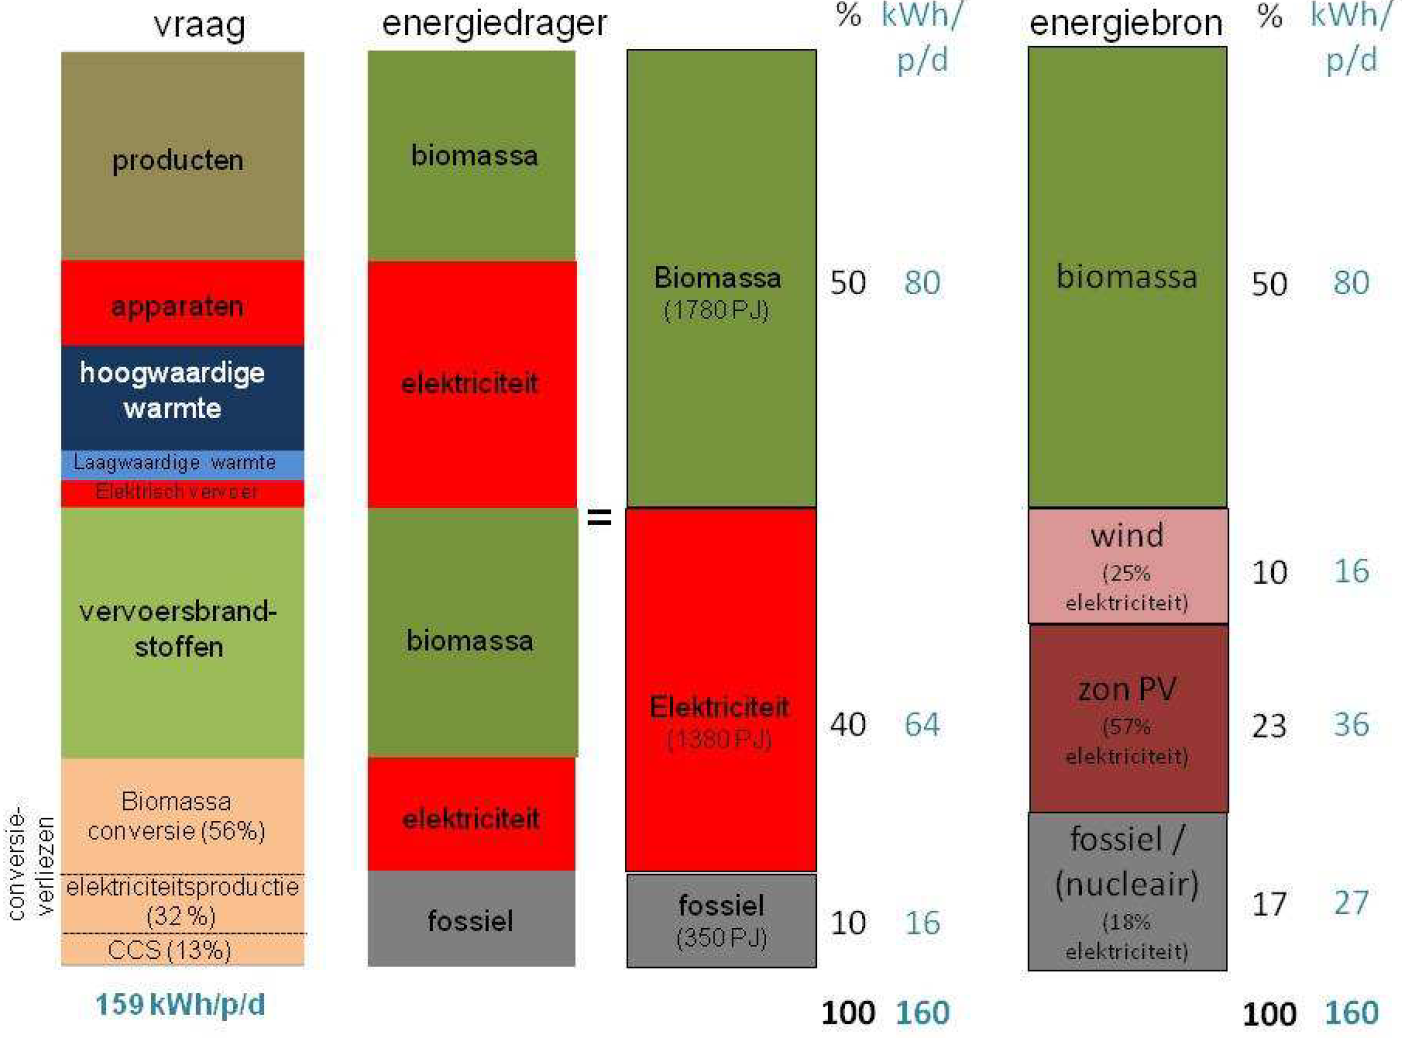 vraag
producten
apparaten
hoogwaardige
warmte
Laagwaardige warmte
Elektrisch vervoer
vervoersbrand-
stoffen
conversie-
verliezen
Biomassa
conversie (56%)
elektriciteitsproductie
(32 %)
CCS (13%)
159 kWh/p/d
energiedrager
biomassa
elektriciteit
biomassa
elektriciteit
fossiel
=
% kWh/
p/d
Biomassa
(1780 PJ)
50 80
Elektriciteit
(1380 PJ)
40 64
fossiel
(350 PJ)
10 16
100 160
energiebron % kWh/
p/d
biomassa
50 80
wind
(25%
elektriciteit)
10 16
zon PV
(57%
elektriciteit)
23 36
fossiel /
(nucleair)
(18%
elektriciteit)
17 27
100 160